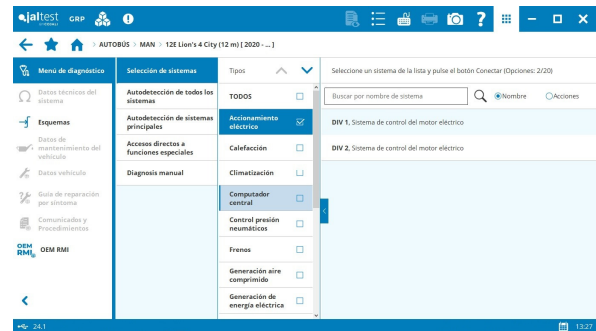 jaltest GRP
> AUTOBÚS > MAN > 12E Lion's 4 City (12 m) [ 2020 - ... ]
Menú de diagnóstico
Datos técnicos del
sistema
Esquemas
Datos de
mantenimiento del
vehículo
Datos vehículo
Guía de reparación
por síntoma
Comunicados y
Procedimientos
OEM
RMI
OEM RMI
Selección de sistemas
Autodetección de todos los
sistemas
Autodetección de sistemas
principales
Accesos directos a
funciones especiales
Diagnosis manual
Tipos
TODOS
Accionamiento
eléctrico
Calefacción
Climatización
Computador
central
Control presión
neumáticos
Frenos
Generación aire
comprimido
Generación de
energía eléctrica
Seleccione un sistema de la lista y pulse el botón Conectar (Opciones: 2/20)
Buscar por nombre de sistema
Nombre
Acciones
DIV 1, Sistema de control del motor eléctrico
DIV 2, Sistema de control del motor eléctrico
24.1
13:27